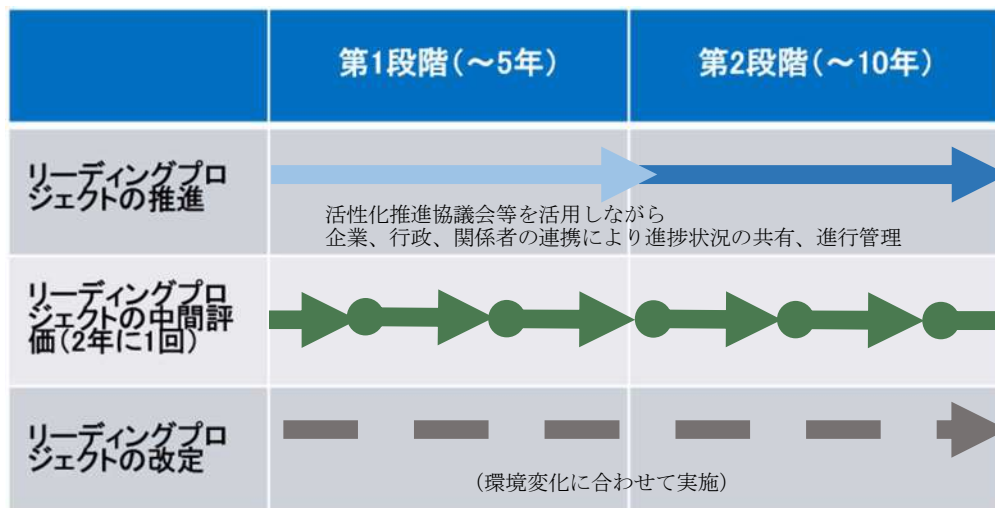 第1段階(～5年)
第2段階(～10年)
リーディングプロ
ジェクトの推進
活性化推進協議会等を活用しながら
企業、行政、関係者の連携により進捗状況の共有、進行管理
リーディングプロ
ジェクトの中間評
価(2年に1回)
リーディングプロ
ジェクトの改定
(環境変化に合わせて実施)